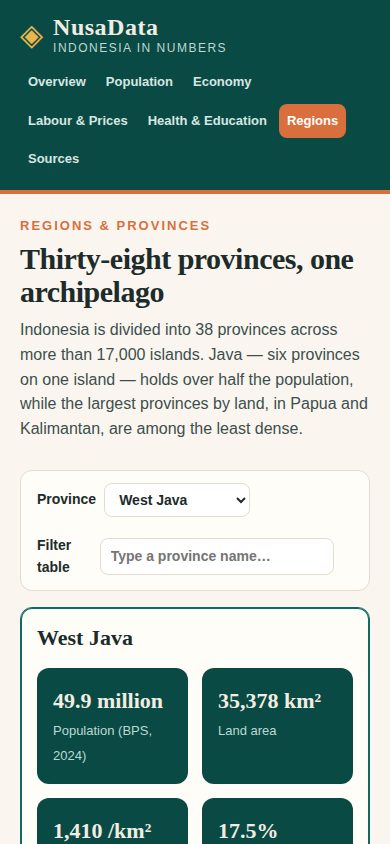 NusaData
INDONESIA IN NUMBERS
Overview Population Economy
Labour & Prices Health & Education Regions
Sources
REGIONS & PROVINCES
Thirty-eight provinces, one
archipelago
Indonesia is divided into 38 provinces across
more than 17,000 islands. Java — six provinces
on one island — holds over half the population,
while the largest provinces by land, in Papua and
Kalimantan, are among the least dense.
Province West Java
Filter
table
Type a province name…
West Java
49.9 million
Population (BPS,
2024)
35,378 km²
Land area
1,410 /km²
17.5%